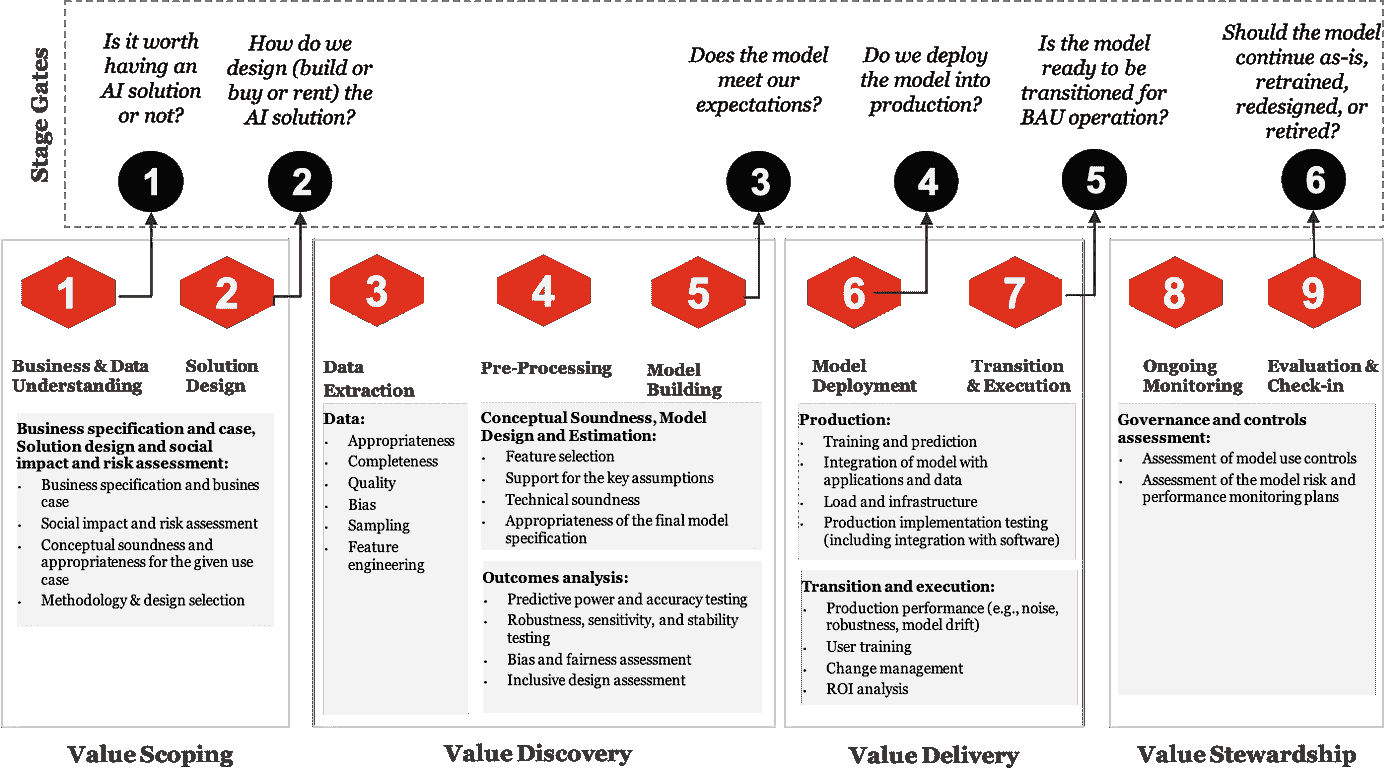 Stage Gates
Is it worth
having an
AI solution
or not?
How do we
design (build or
buy or rent) the
AI solution?
Does the model
meet our
expectations?
Do we deploy
the model into
production?
Is the model
ready to be
transitioned for
BAU operation?
Should the model
continue as-is,
retrained,
redesigned, or
retired?
1
2
3
4
5
6
1
2
3
4
5
6
7
8
9
Business & Data
Understanding
Solution
Design
Data
Extraction
Pre-Processing
Model
Building
Model
Deployment
Transition
& Execution
Ongoing
Monitoring
Evaluation &
Check-in
Business specification and case,
Solution design and social
impact and risk assessment:
· Business specification and busines
case
· Social impact and risk assessment
· Conceptual soundness and
appropriateness for the given use
case
· Methodology & design selection
Data:
· Appropriateness
· Completeness
· Quality
· Bias
· Sampling
· Feature
engineering
Conceptual Soundness, Model
Design and Estimation:
· Feature selection
· Support for the key assumptions
· Technical soundness
· Appropriateness of the final model
specification
Outcomes analysis:
· Predictive power and accuracy testing
· Robustness, sensitivity, and stability
testing
· Bias and fairness assessment
· Inclusive design assessment
Production:
· Training and prediction
· Integration of model with
applications and data
· Load and infrastructure
· Production implementation testing
(including integration with software)
Transition and execution:
· Production performance (e.g., noise,
robustness, model drift)
· User training
· Change management
· ROI analysis
Governance and controls
assessment:
· Assessment of model use controls
· Assessment of the model risk and
performance monitoring plans
Value Scoping
Value Discovery
Value Delivery
Value Stewardship